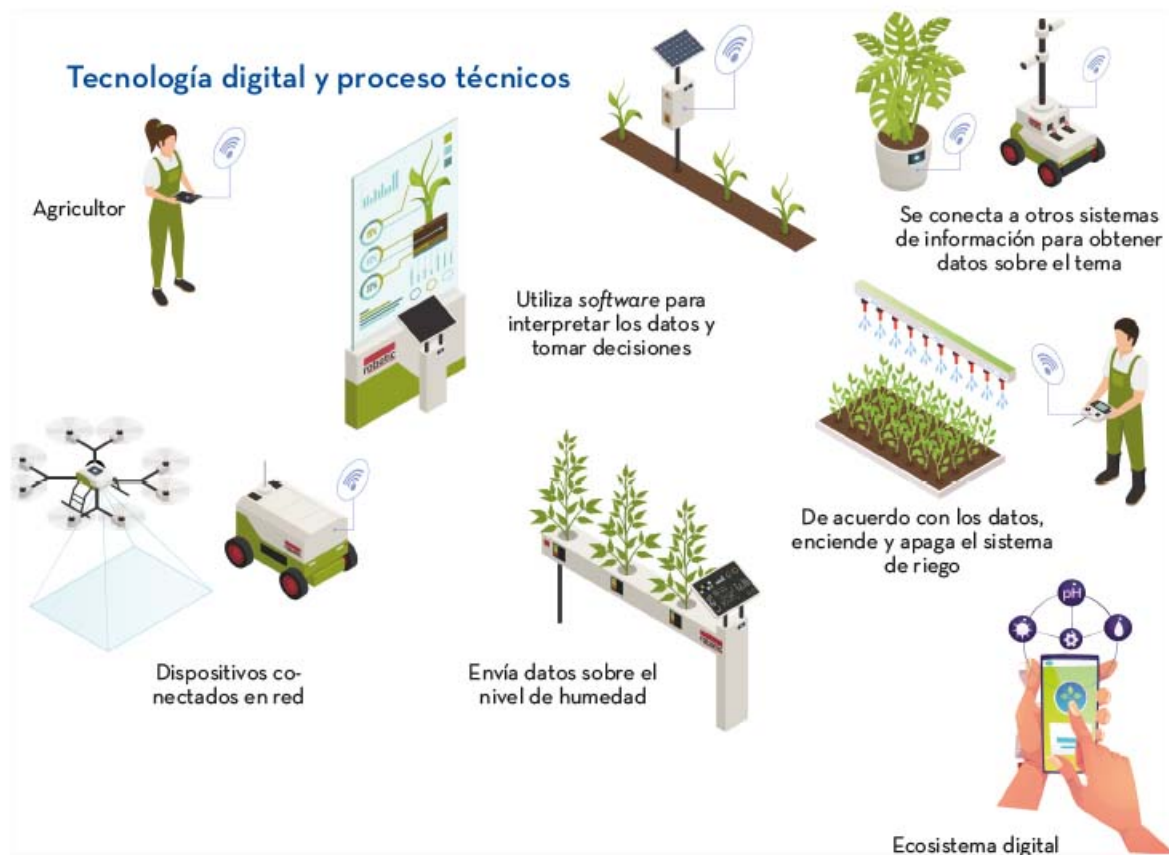 Tecnología digital y proceso técnicos
Agricultor
Se conecta a otros sistemas
de información para obtener
datos sobre el tema
Utiliza software para
interpretar los datos y
tomar decisiones
robotic
De acuerdo con los datos,
enciende y apaga el sistema
de riego
Dispositivos co-
nectados en red
Envía datos sobre el
nivel de humedad
robotic
pH
Ecosistema digital